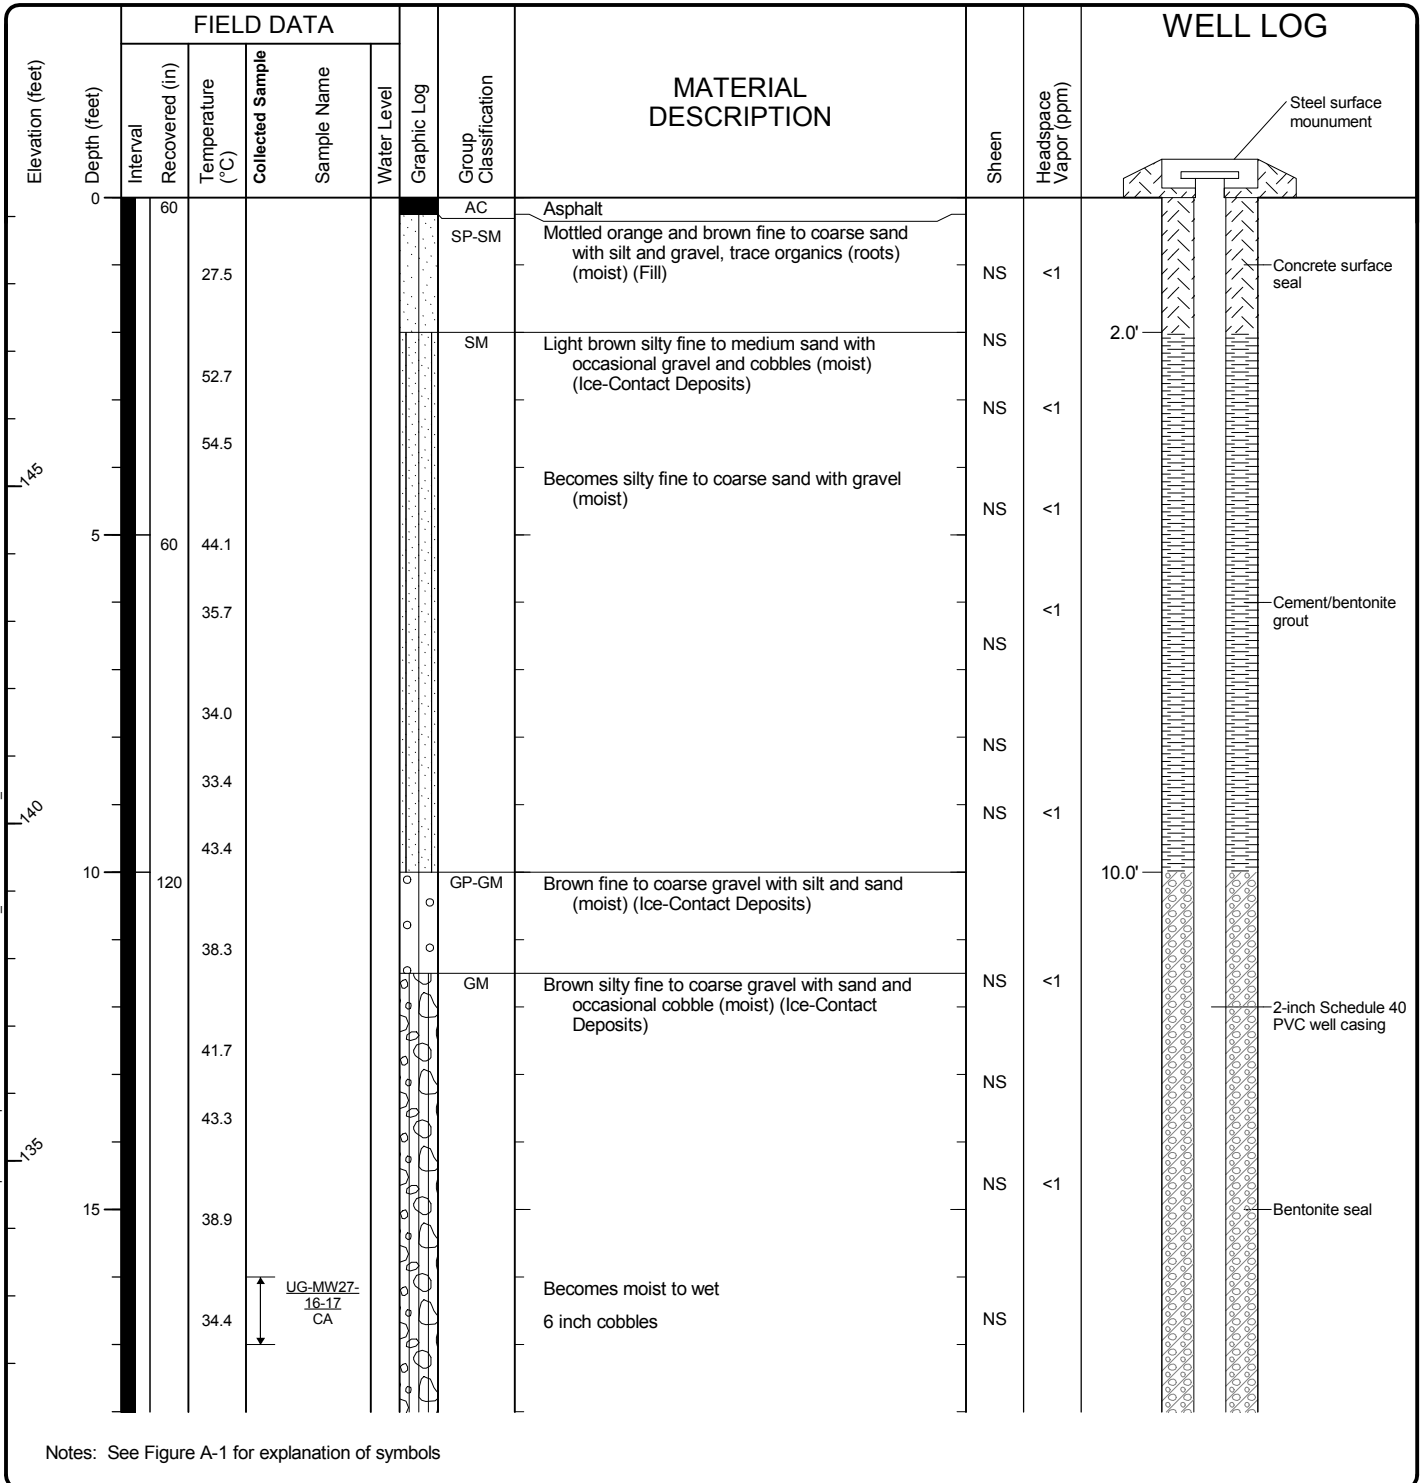 FIELD DATA
WELL LOG
Elevation (feet)
Depth (feet)
Interval
Recovered (in)
Temperature
(°C)
Collected Sample
Sample Name
Water Level
Graphic Log
Group
Classification
MATERIAL
DESCRIPTION
Sheen
Headspace
Vapor (ppm)
Steel surface
mounument
0
60
AC
Asphalt
SP-SM
Mottled orange and brown fine to coarse sand
with silt and gravel, trace organics (roots)
(moist) (Fill)
27.5
NS
<1
Concrete surface
seal
2.0'
SM
Light brown silty fine to medium sand with
occasional gravel and cobbles (moist)
(Ice-Contact Deposits)
NS
52.7
NS
<1
54.5
145
Becomes silty fine to coarse sand with gravel
(moist)
NS
<1
5
60
44.1
35.7
<1
Cement/bentonite
grout
NS
34.0
NS
33.4
140
NS
<1
43.4
10
120
GP-GM
Brown fine to coarse gravel with silt and sand
(moist) (Ice-Contact Deposits)
10.0'
38.3
GM
Brown silty fine to coarse gravel with sand and
occasional cobble (moist) (Ice-Contact
Deposits)
NS
<1
2-inch Schedule 40
PVC well casing
41.7
NS
43.3
135
NS
<1
15
38.9
Bentonite seal
UG-MW27-
16-17
CA
Becomes moist to wet
34.4
6 inch cobbles
NS
Notes: See Figure A-1 for explanation of symbols